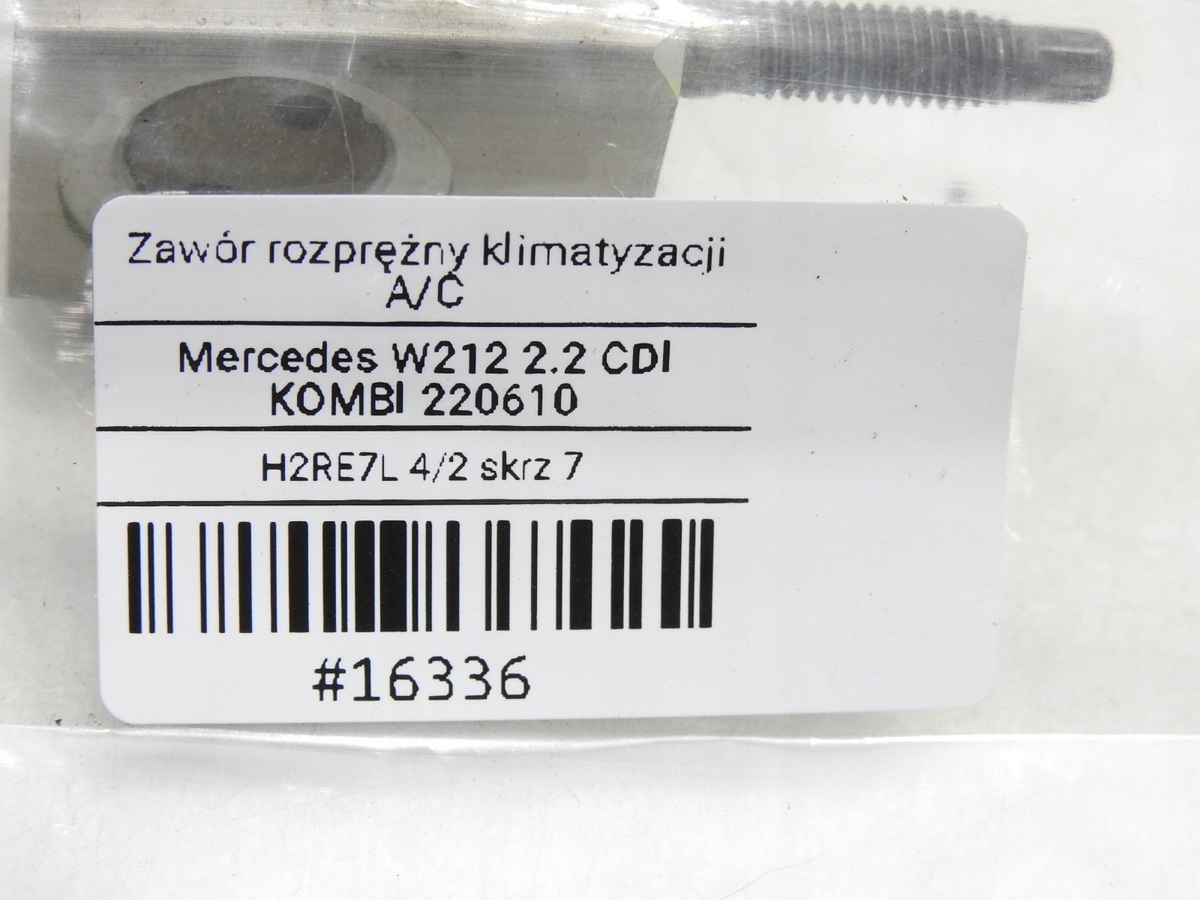 Zawór rozprężny klimatyzacji
A/C
Mercedes W212 2.2 CDI
KOMBI 220610
H2RE7L 4/2 skrz 7
#16336